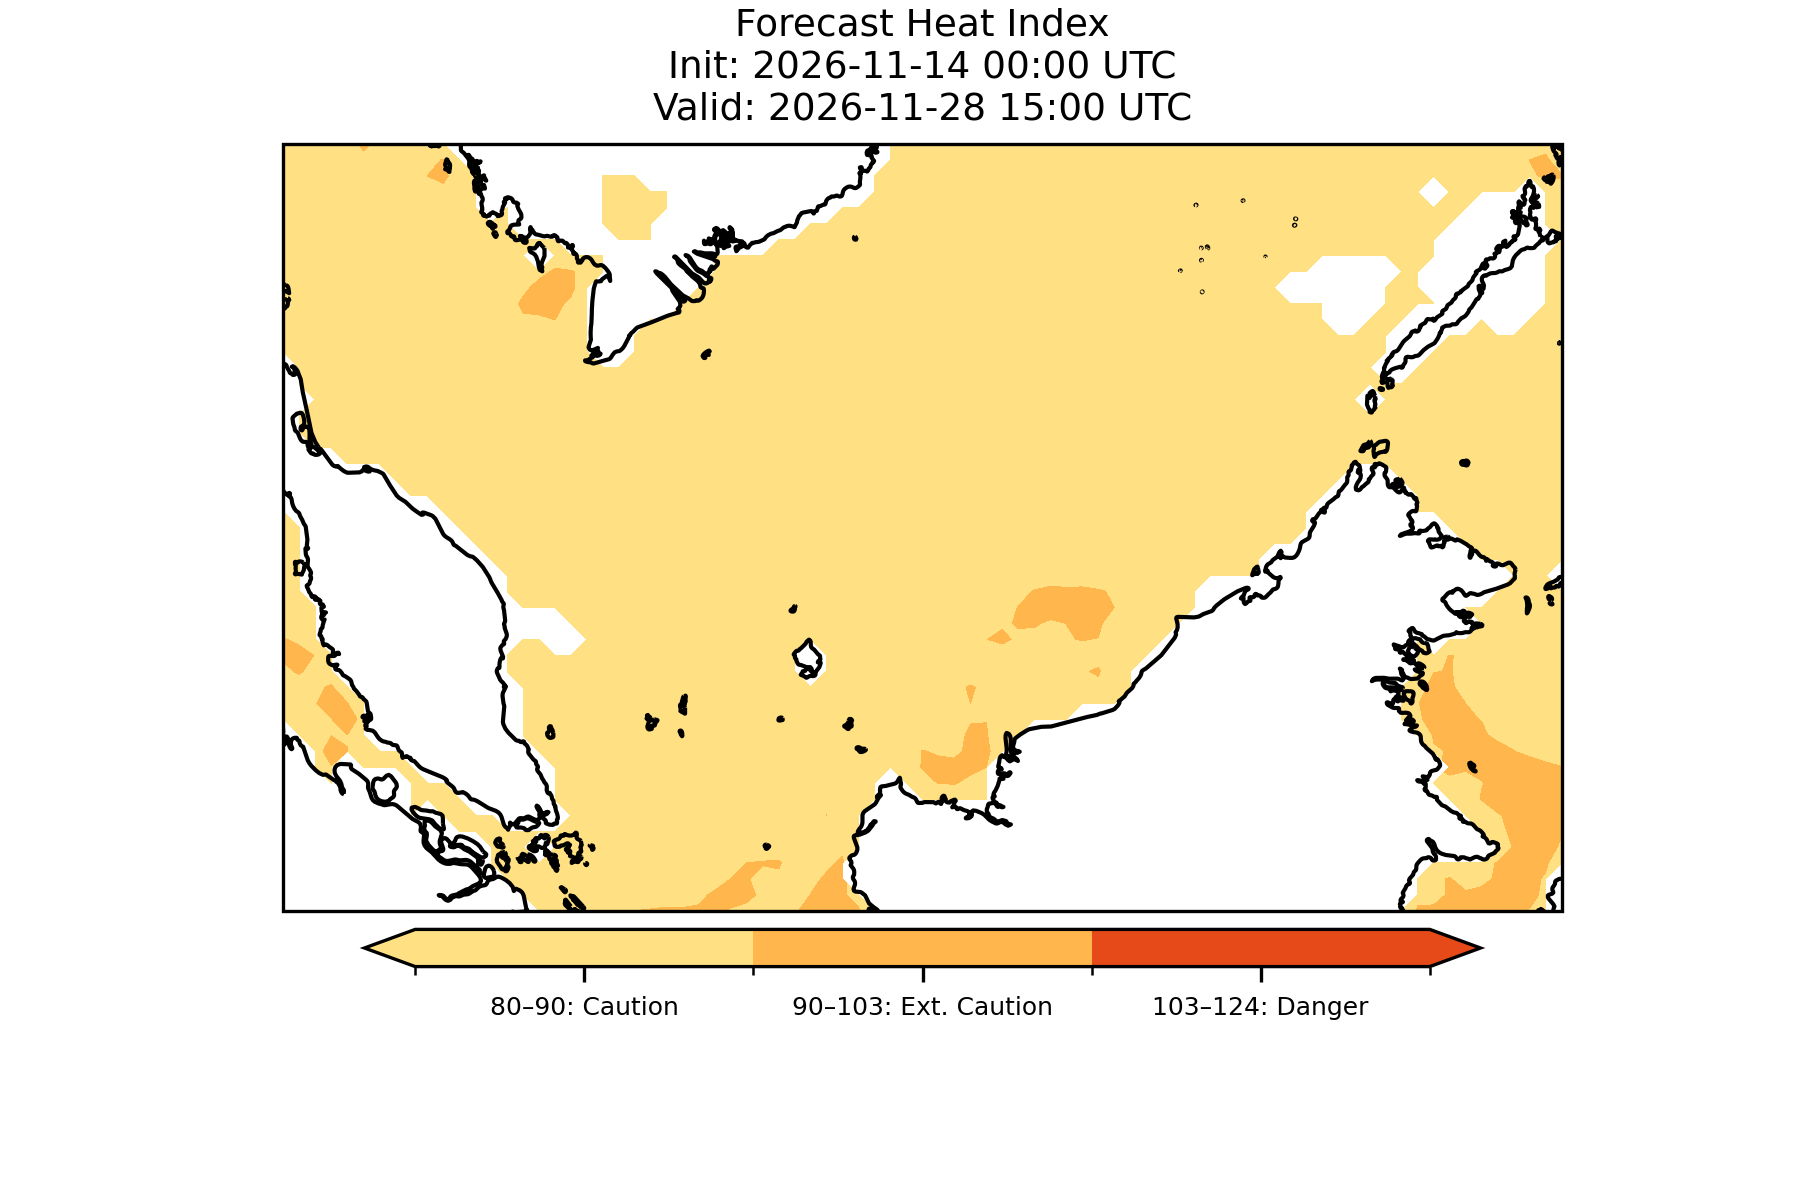 Forecast Heat Index
Init: 2026-11-14 00:00 UTC
Valid: 2026-11-28 15:00 UTC
80–90: Caution
90–103: Ext. Caution
103–124: Danger